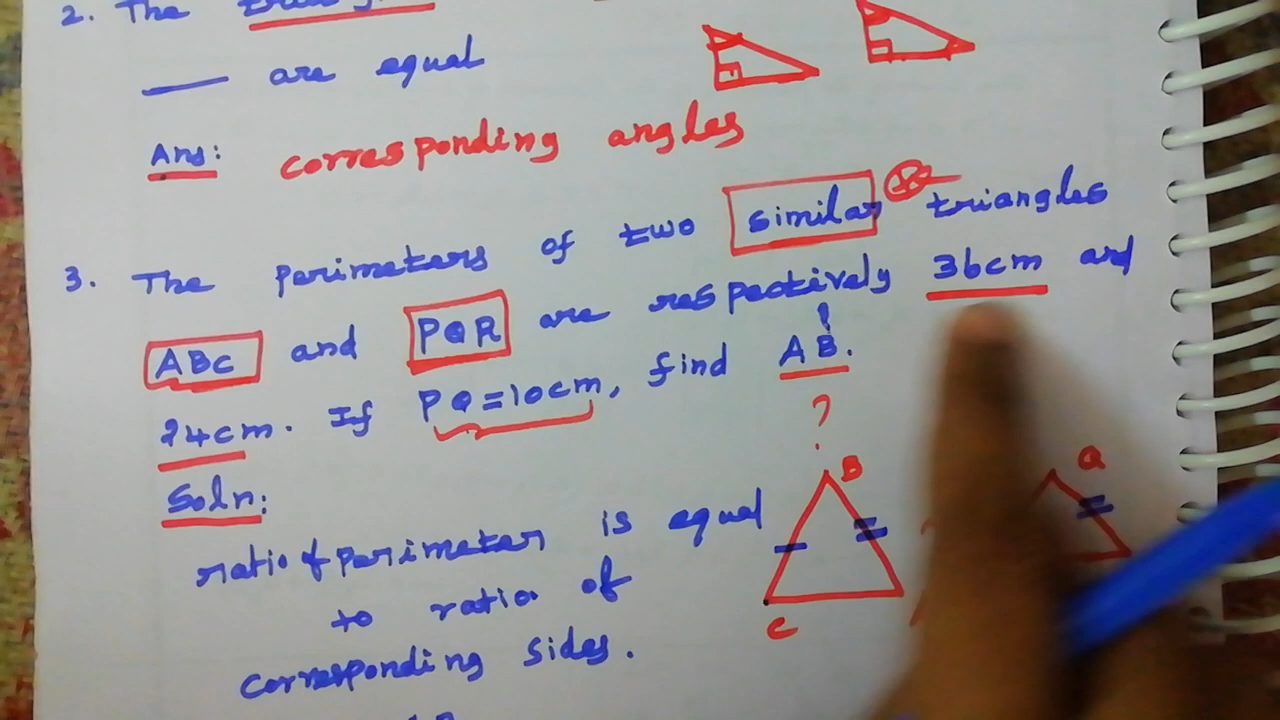 2. The
— are equal
Ans: corresponding angles
3. The perimeters of two similar triangles
ABC and PQR are respectively 36cm and
24cm. If PQ=10cm, find AB.
?
Soln:
ratio of perimeter is equal
to ratio of
corresponding sides.
B
C
Q